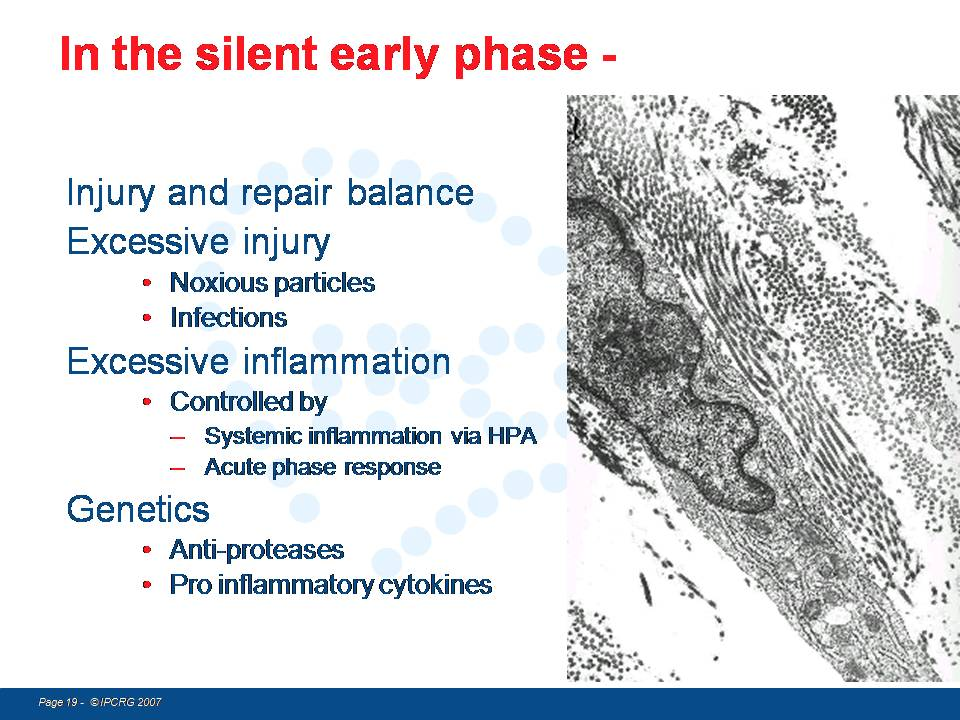 In the silent early phase -
Injury and repair balance
Excessive injury
• Noxious particles
• Infections
Excessive inflammation
• Controlled by
– Systemic inflammation via HPA
– Acute phase response
Genetics
• Anti-proteases
• Pro inflammatory cytokines
Page 19 - © IPCRG 2007